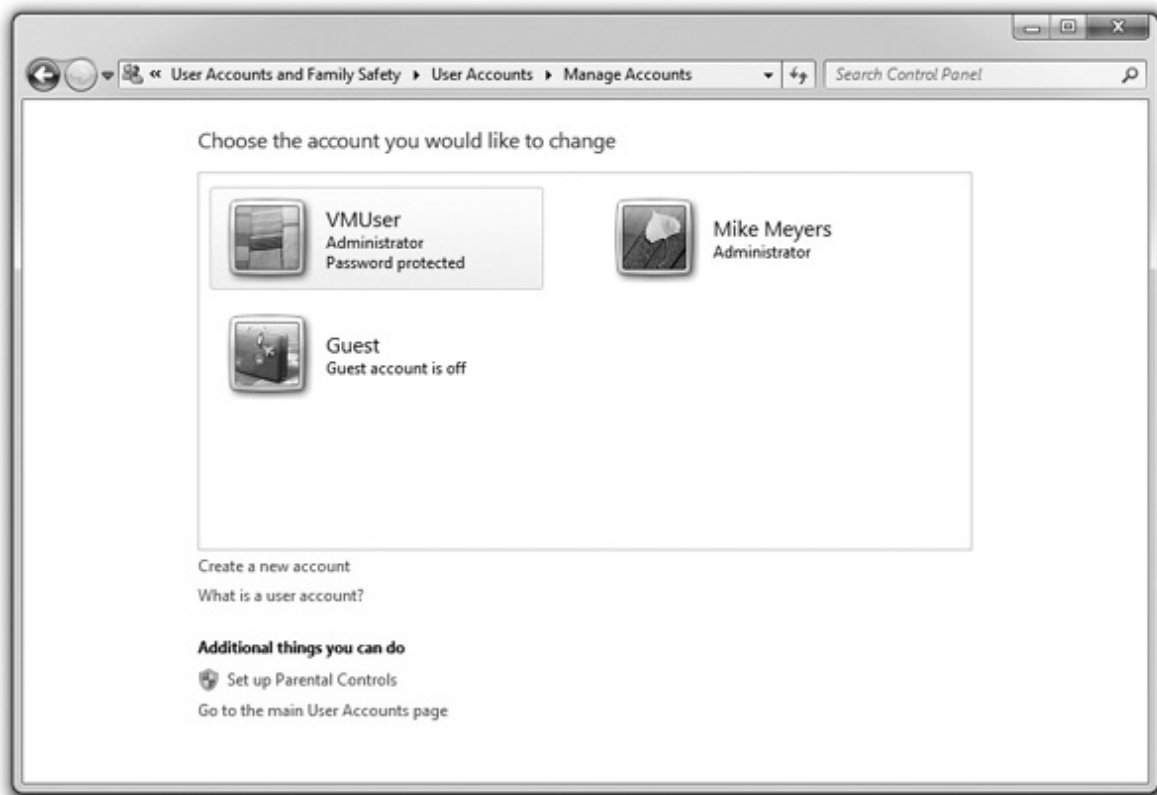 « User Accounts and Family Safety ▸ User Accounts ▸ Manage Accounts
Search Control Panel
Choose the account you would like to change
VMUser
Administrator
Password protected
Mike Meyers
Administrator
Guest
Guest account is off
Create a new account
What is a user account?
Additional things you can do
Set up Parental Controls
Go to the main User Accounts page